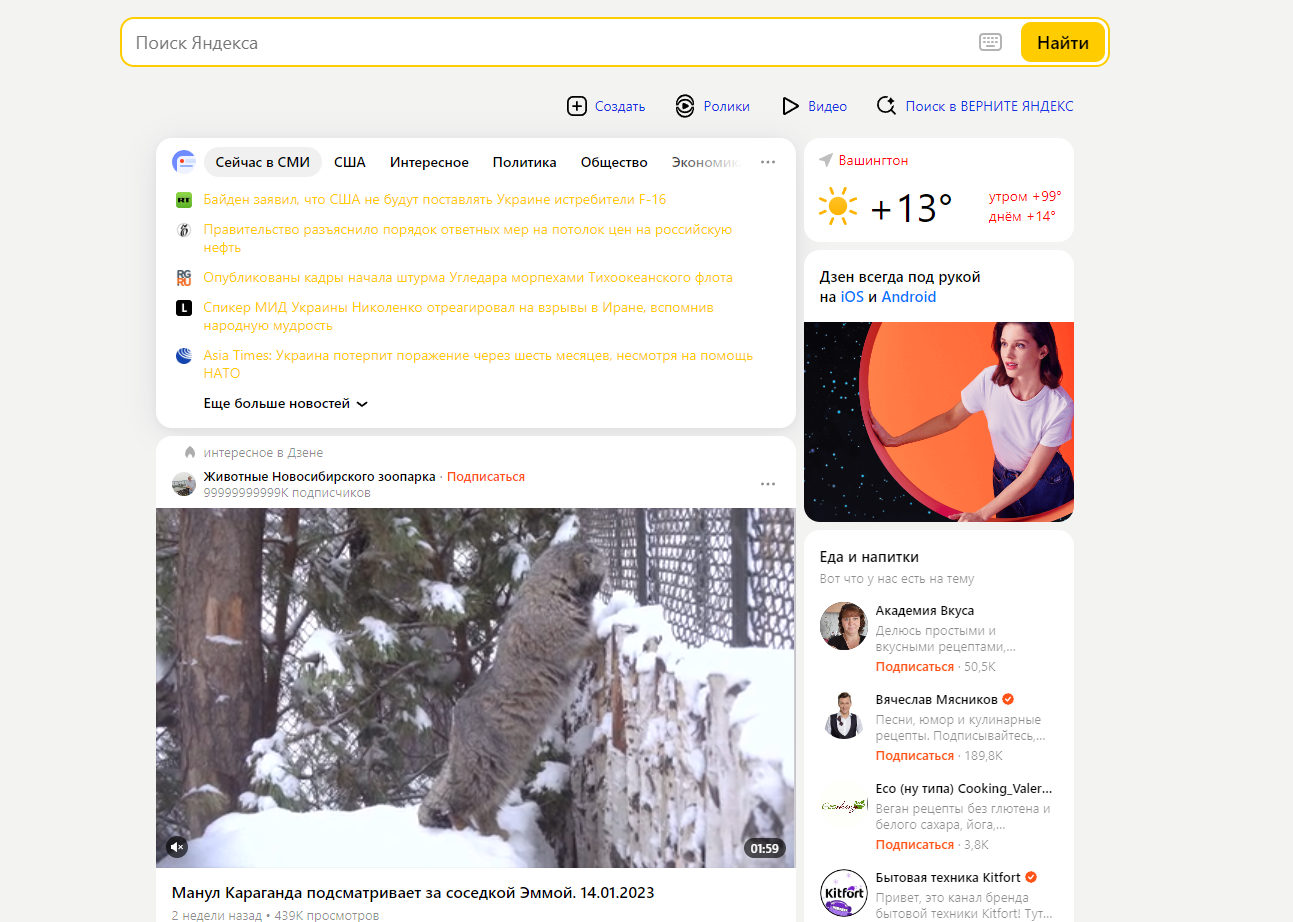 Поиск Яндекса
Найти
Создать
Ролики
Видео
Поиск в ВЕРНИТЕ ЯНДЕКС
Сейчас в СМИ
США
Интересное
Политика
Общество
Экономик
RT
Байден заявил, что США не будут поставлять Украине истребители F-16
Правительство разъяснило порядок ответных мер на потолок цен на российскую
нефть
RG
RU
Опубликованы кадры начала штурма Угледара морпехами Тихоокеанского флота
L
Спикер МИД Украины Николенко отреагировал на взрывы в Иране, вспомнив
народную мудрость
Asia Times: Украина потерпит поражение через шесть месяцев, несмотря на помощь
НАТО
Еще больше новостей
интересное в Дзене
Животные Новосибирского зоопарка · Подписаться
99999999999K подписчиков
01:59
Манул Караганда подсматривает за соседкой Эммой. 14.01.2023
2 недели назад • 439K просмотров
Вашингтон
+13°
утром +99°
днём +14°
Дзен всегда под рукой
на iOS и Android
Еда и напитки
Вот что у нас есть на тему
Академия Вкуса
Делюсь простыми и
вкусными рецептами,...
Подписаться · 50,5K
Вячеслав Мясников
Песни, юмор и кулинарные
рецепты. Подписывайтесь,...
Подписаться · 189,8K
Cooking
Eco (ну типа) Cooking_Valer...
Веган рецепты без глютена и
белого сахара, йога,...
Подписаться · 3,8K
Kitfort
Бытовая техника Kitfort
Привет, это канал бренда
бытовой техники Kitfort! Тут...